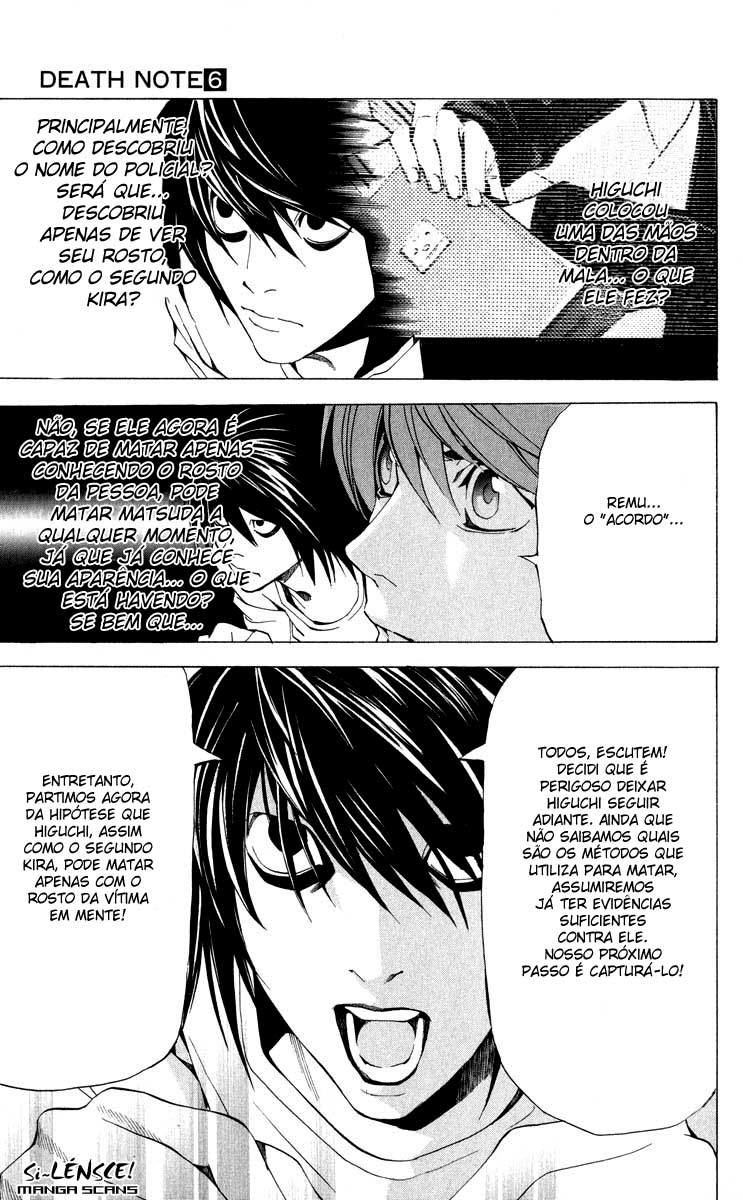 DEATH NOTE 6
HIGUCHI
COLOCOU
UMA DAS MÃOS
DENTRO DA
MALA... O QUE
ELE FEZ?
PRINCIPALMENTE,
COMO DESCOBRIU
O NOME DO POLICIAL?
SERÁ QUE...
DESCOBRIU
APENAS DE VER
SEU ROSTO,
COMO O SEGUNDO
KIRA?
REMU...
O "ACORDO"...
NÃO, SE ELE AGORA É
CAPAZ DE MATAR APENAS
CONHECENDO O ROSTO
DA PESSOA, PODE
MATAR MATSUDA A
QUALQUER MOMENTO,
JÁ QUE JÁ CONHECE
SUA APARÊNCIA... O QUE
ESTÁ HAVENDO?
SE BEM QUE...
TODOS, ESCUTEM!
DECIDI QUE É
PERIGOSO DEIXAR
HIGUCHI SEGUIR
ADIANTE. AINDA QUE
NÃO SAIBAMOS QUAIS
SÃO OS MÉTODOS QUE
UTILIZA PARA MATAR,
ASSUMIREMOS
JÁ TER EVIDÊNCIAS
SUFICIENTES
CONTRA ELE.
NOSSO PRÓXIMO
PASSO É CAPTURÁ-LO!
ENTRETANTO,
PARTIMOS AGORA
DA HIPÓTESE QUE
HIGUCHI, ASSIM
COMO O SEGUNDO
KIRA, PODE MATAR
APENAS COM O
ROSTO DA VÍTIMA
EM MENTE!
Si-LÉNSCE!
MANGA SCANS